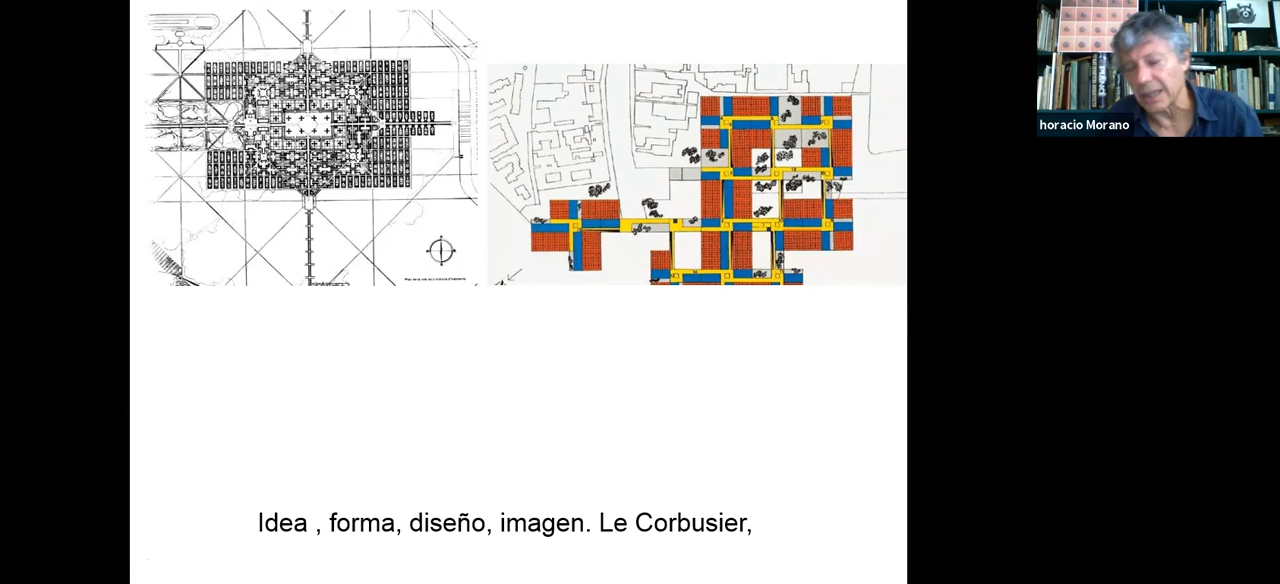 horacio Morano
Idea , forma, diseño, imagen. Le Corbusier,